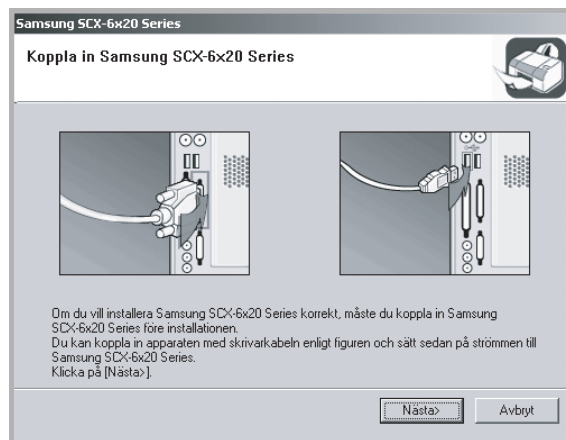 Samsung SCX-6x20 Series
Koppla in Samsung SCX-6x20 Series
Om du vill installera Samsung SCX-6x20 Series korrekt, måste du koppla in Samsung
SCX-6x20 Series före installationen.
Du kan koppla in apparaten med skrivarkabeln enligt figuren och sätt sedan på strömmen till
Samsung SCX-6x20 Series.
Klicka på [Nästa>].
Nästa>
Avbryt